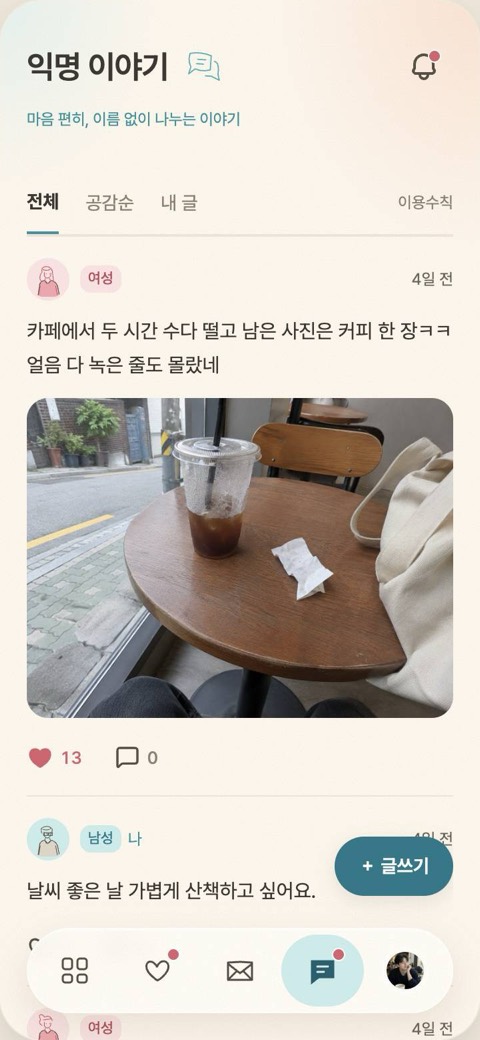 익명 이야기
마음 편히, 이름 없이 나누는 이야기
전체 공감순 내 글 이용수칙
여성 4일 전
카페에서 두 시간 수다 떨고 남은 사진은 커피 한 장ㅋㅋ
얼음 다 녹은 줄도 몰랐네
13 0
남성 나 4일 전
+ 글쓰기
날씨 좋은 날 가볍게 산책하고 싶어요.
여성 4일 전